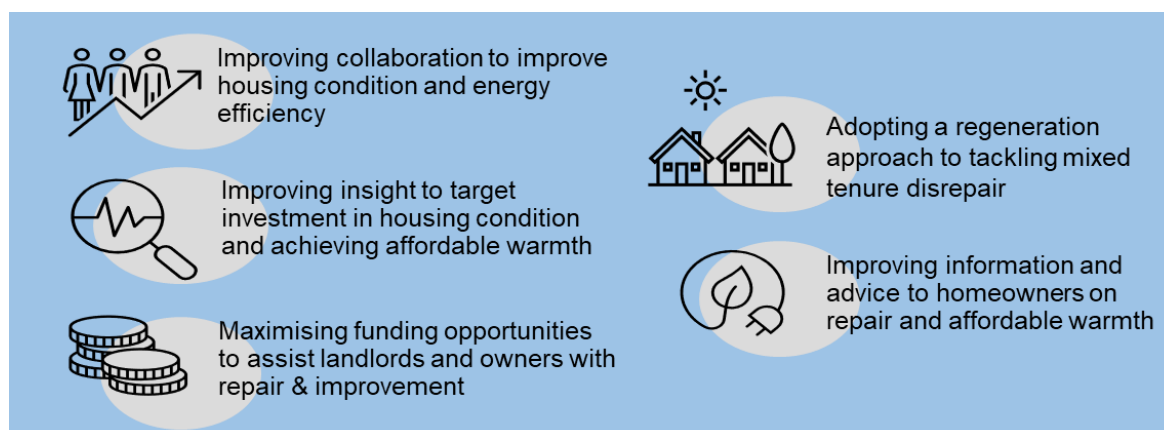 Improving collaboration to improve
housing condition and energy
efficiency
Improving insight to target
investment in housing condition
and achieving affordable warmth
Maximising funding opportunities
to assist landlords and owners with
repair & improvement
Adopting a regeneration
approach to tackling mixed
tenure disrepair
Improving information and
advice to homeowners on
repair and affordable warmth